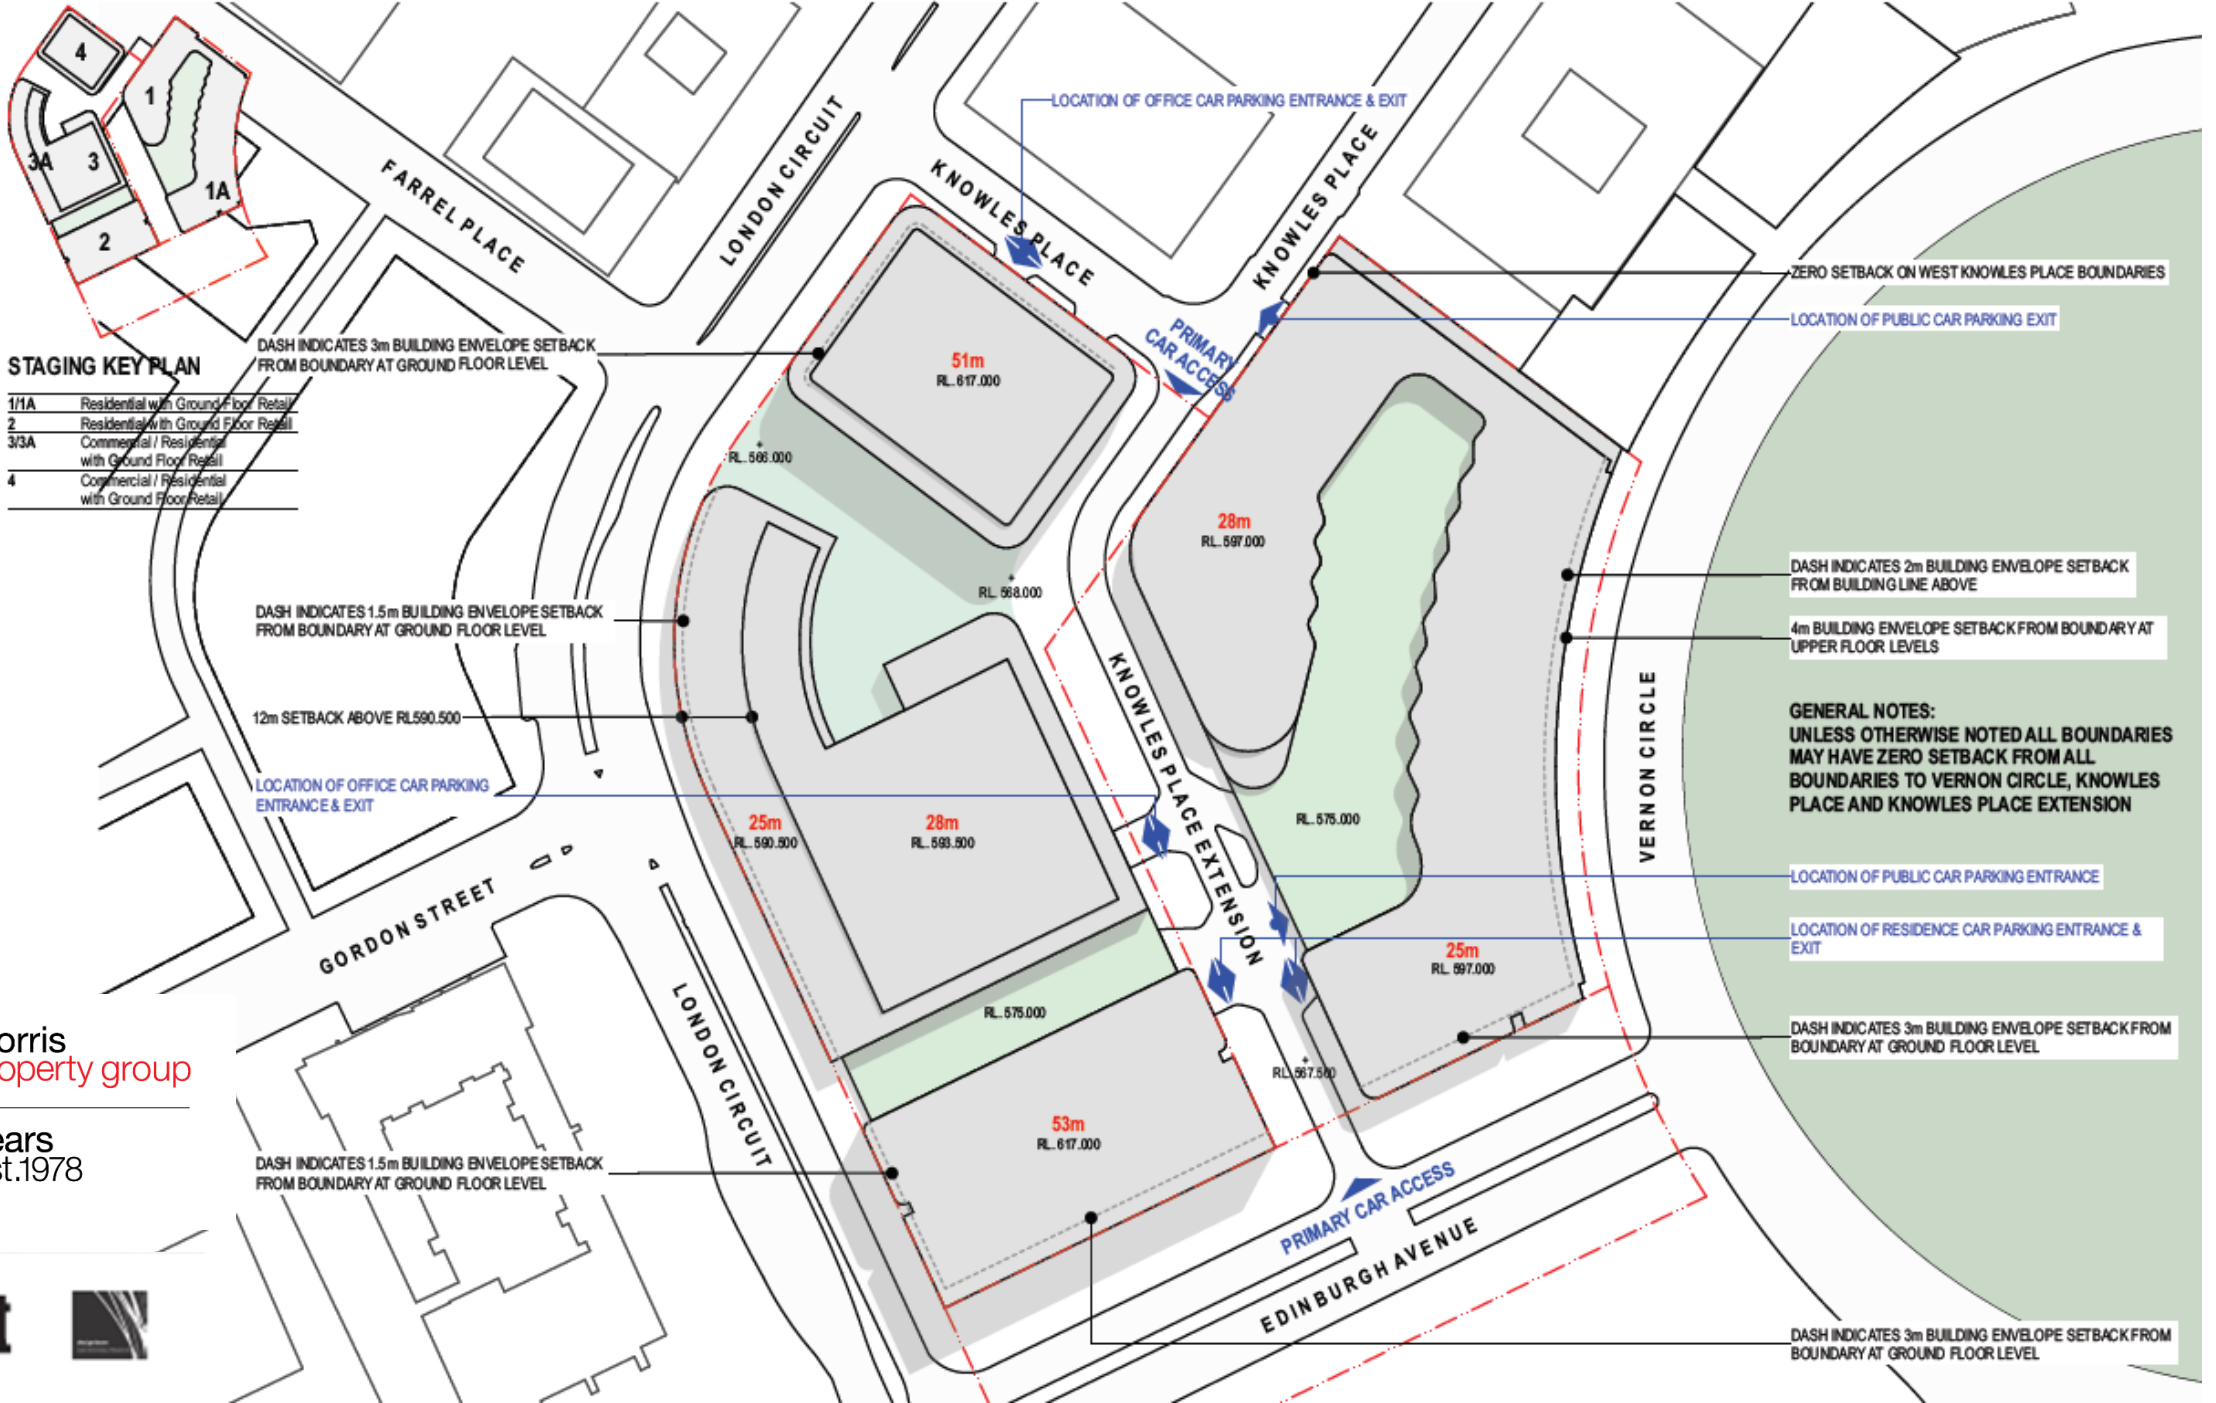 4
1
3A
3
1A
2
STAGING KEY PLAN
1/1A Residential with Ground Floor Retail
2 Residential with Ground Floor Retail
3/3A Commercial / Residential
with Ground Floor Retail
4 Commercial / Residential
with Ground Floor Retail
FARREL PLACE
LONDON CIRCUIT
KNOWLES PLACE
KNOWLES PLACE
LOCATION OF OFFICE CAR PARKING ENTRANCE & EXIT
PRIMARY
CAR ACCESS
ZERO SETBACK ON WEST KNOWLES PLACE BOUNDARIES
LOCATION OF PUBLIC CAR PARKING EXIT
DASH INDICATES 3m BUILDING ENVELOPE SETBACK
FROM BOUNDARY AT GROUND FLOOR LEVEL
51m
RL. 617.000
RL. 566.000
28m
RL. 597.000
RL. 568.000
DASH INDICATES 2m BUILDING ENVELOPE SETBACK
FROM BUILDING LINE ABOVE
4m BUILDING ENVELOPE SETBACK FROM BOUNDARY AT
UPPER FLOOR LEVELS
DASH INDICATES 1.5m BUILDING ENVELOPE SETBACK
FROM BOUNDARY AT GROUND FLOOR LEVEL
12m SETBACK ABOVE RL590.500
KNOWLES PLACE EXTENSION
VERNON CIRCLE
GENERAL NOTES:
UNLESS OTHERWISE NOTED ALL BOUNDARIES
MAY HAVE ZERO SETBACK FROM ALL
BOUNDARIES TO VERNON CIRCLE, KNOWLES
PLACE AND KNOWLES PLACE EXTENSION
LOCATION OF OFFICE CAR PARKING
ENTRANCE & EXIT
25m
RL. 590.500
28m
RL. 593.500
RL. 575.000
LOCATION OF PUBLIC CAR PARKING ENTRANCE
LOCATION OF RESIDENCE CAR PARKING ENTRANCE &
EXIT
GORDON STREET
25m
RL. 597.000
RL. 575.000
LONDON CIRCUIT
DASH INDICATES 3m BUILDING ENVELOPE SETBACK FROM
BOUNDARY AT GROUND FLOOR LEVEL
RL. 567.500
orris
operty group
ears
st.1978
53m
RL. 617.000
DASH INDICATES 1.5m BUILDING ENVELOPE SETBACK
FROM BOUNDARY AT GROUND FLOOR LEVEL
PRIMARY CAR ACCESS
EDINBURGH AVENUE
t
DASH INDICATES 3m BUILDING ENVELOPE SETBACK FROM
BOUNDARY AT GROUND FLOOR LEVEL